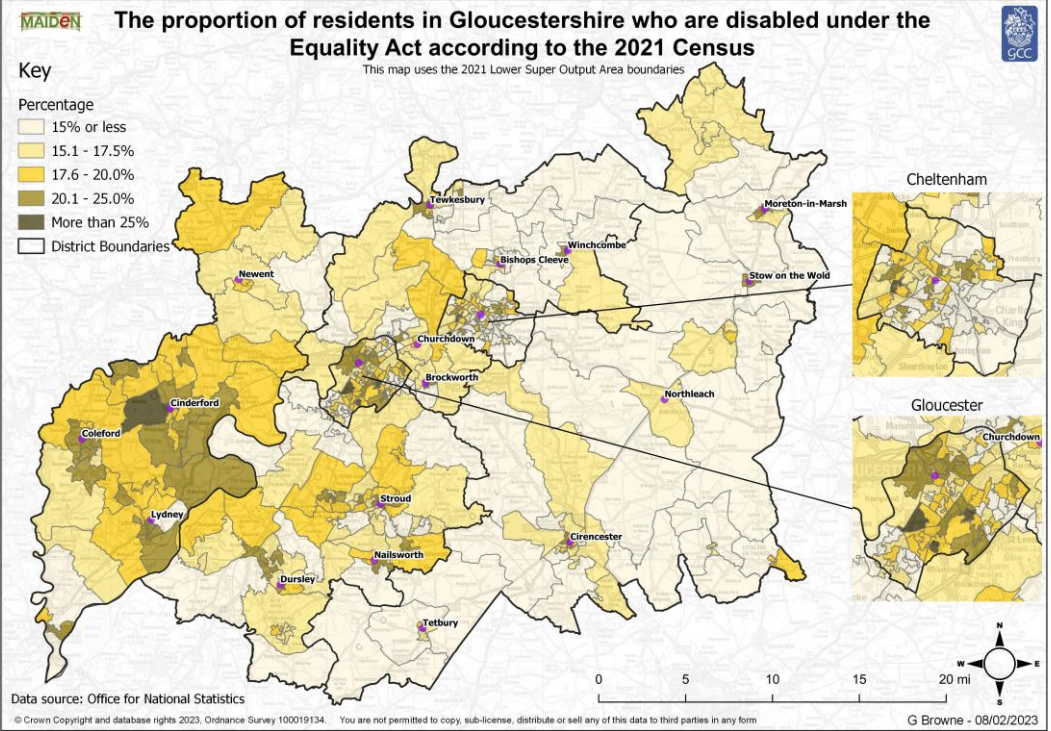 MAIDEN
The proportion of residents in Gloucestershire who are disabled under the
Equality Act according to the 2021 Census
This map uses the 2021 Lower Super Output Area boundaries
GCC
Key
Percentage
15% or less
15.1 - 17.5%
17.6 - 20.0%
20.1 - 25.0%
More than 25%
District Boundaries
Tewkesbury
Moreton-in-Marsh
Winchcombe
Bishops Cleeve
Stow on the Wold
Newent
Churchdown
Brockworth
Northleach
Cinderford
Coleford
Stroud
Lydney
Cirencester
Nailsworth
Dursley
Tetbury
Cheltenham
Gloucester
Churchdown
N
W
E
S
0 5 10 15 20 mi
Data source: Office for National Statistics
© Crown Copyright and database rights 2023, Ordnance Survey 100019134. You are not permitted to copy, sub-license, distribute or sell any of this data to third parties in any form
G Browne - 08/02/2023